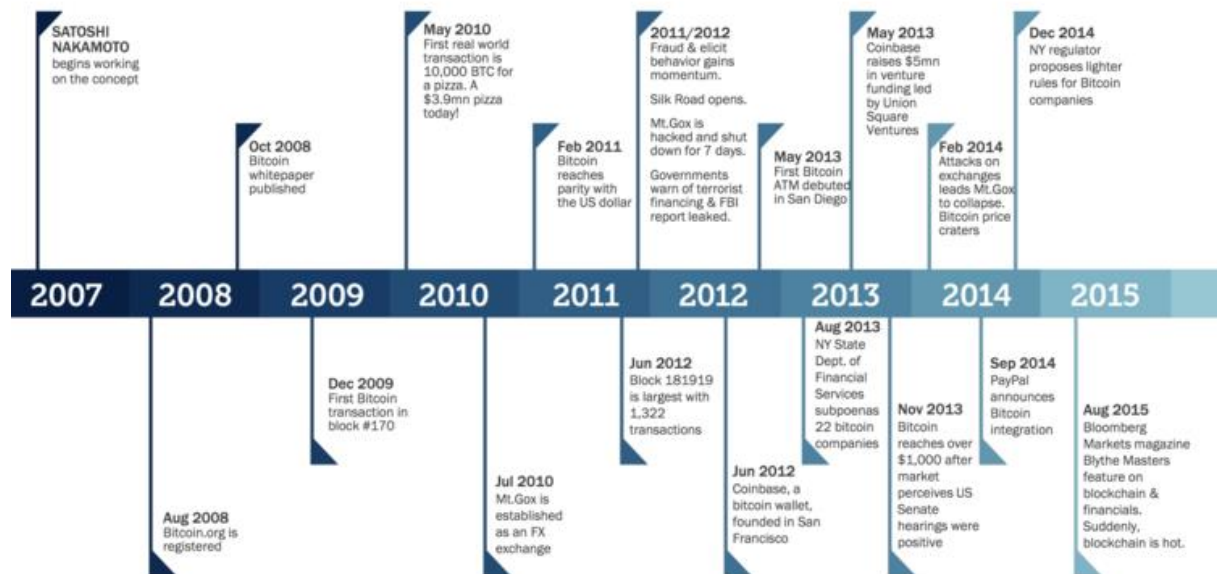 SATOSHI
NAKAMOTO
begins working
on the concept
Oct 2008
Bitcoin
whitepaper
published
May 2010
First real world
transaction is
10,000 BTC for
a pizza. A
$3.9mn pizza
today!
Feb 2011
Bitcoin
reaches
parity with
the US dollar
2011/2012
Fraud & elicit
behavior gains
momentum.
Silk Road opens.
Mt.Gox is
hacked and shut
down for 7 days.
Governments
warn of terrorist
financing & FBI
report leaked.
May 2013
First Bitcoin
ATM debuted
in San Diego
May 2013
Coinbase
raises $5mn
in venture
funding led
by Union
Square
Ventures
Feb 2014
Attacks on
exchanges
leads Mt.Gox
to collapse.
Bitcoin price
craters
Dec 2014
NY regulator
proposes lighter
rules for Bitcoin
companies
2007 2008 2009 2010 2011 2012 2013 2014 2015
Aug 2008
Bitcoin.org is
registered
Dec 2009
First Bitcoin
transaction in
block #170
Jul 2010
Mt.Gox is
established
as an FX
exchange
Jun 2012
Block 181919
is largest with
1,322
transactions
Jun 2012
Coinbase, a
bitcoin wallet,
founded in San
Francisco
Aug 2013
NY State
Dept. of
Financial
Services
subpoenas
22 bitcoin
companies
Nov 2013
Bitcoin
reaches over
$1,000 after
market
perceives US
Senate
hearings were
positive
Sep 2014
PayPal
announces
Bitcoin
integration
Aug 2015
Bloomberg
Markets magazine
Blythe Masters
feature on
blockchain &
financials.
Suddenly,
blockchain is hot.